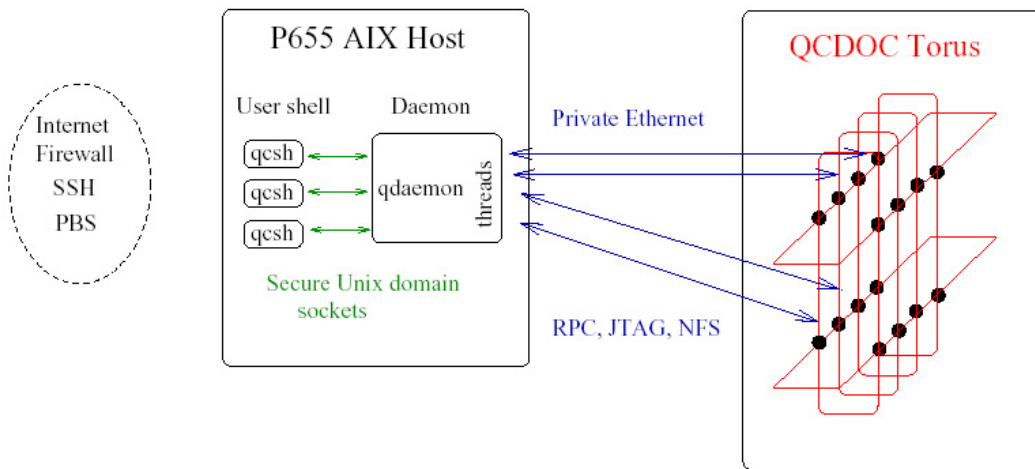 Internet
Firewall
SSH
PBS
P655 AIX Host
User shell
Daemon
qcsh
qcsh
qcsh
qdaemon
threads
Secure Unix domain
sockets
Private Ethernet
RPC, JTAG, NFS
QCDOC Torus